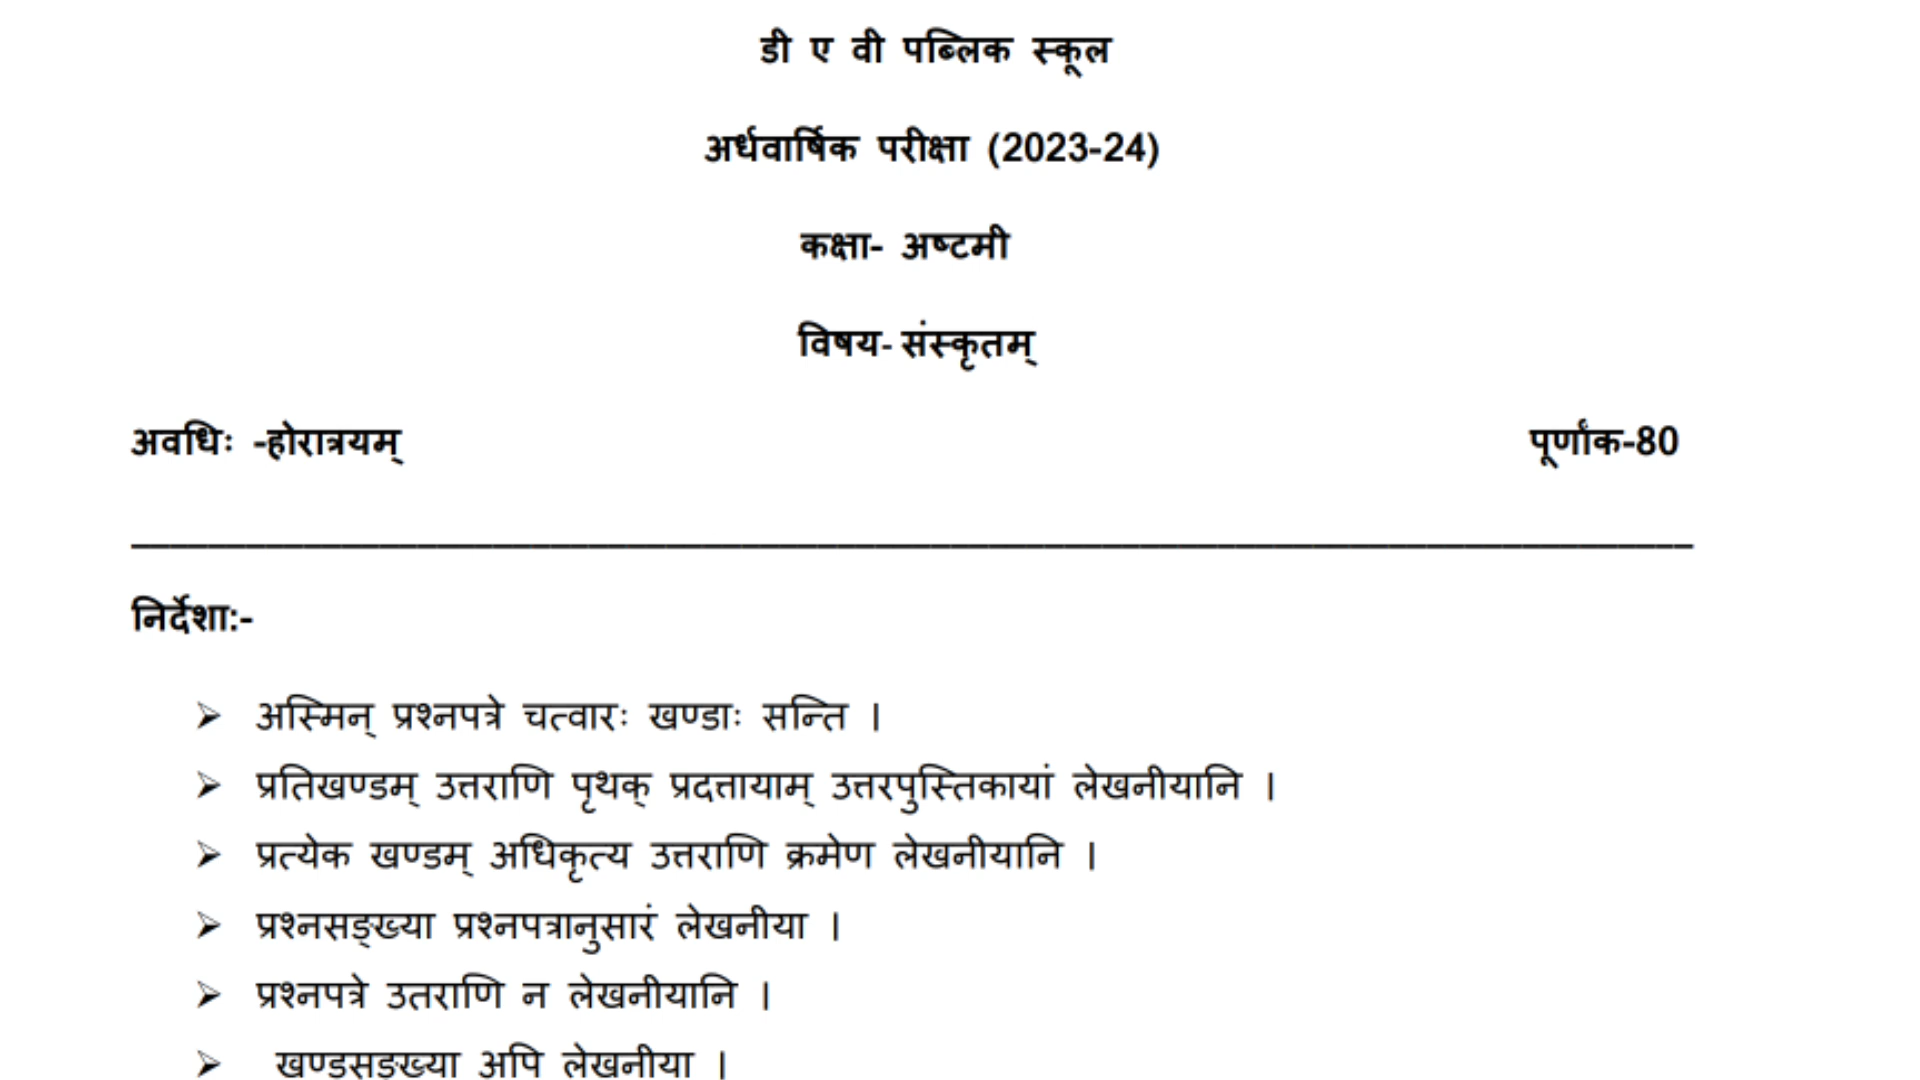 डी ए वी पब्लिक स्कूल
अर्धवार्षिक परीक्षा (2023-24)
कक्षा- अष्टमी
विषय- संस्कृतम्
अवधिः -होरात्रयम् पूर्णांक-80
निर्देशा:-
➢ अस्मिन् प्रश्नपत्रे चत्वारः खण्डाः सन्ति ।
➢ प्रतिखण्डम् उत्तराणि पृथक् प्रदत्तायाम् उत्तरपुस्तिकायां लेखनीयानि ।
➢ प्रत्येक खण्डम् अधिकृत्य उत्तराणि क्रमेण लेखनीयानि ।
➢ प्रश्नसङ्ख्या प्रश्नपत्रानुसारं लेखनीया ।
➢ प्रश्नपत्रे उतराणि न लेखनीयानि ।
➢ खण्डसङ्ख्या अपि लेखनीया ।